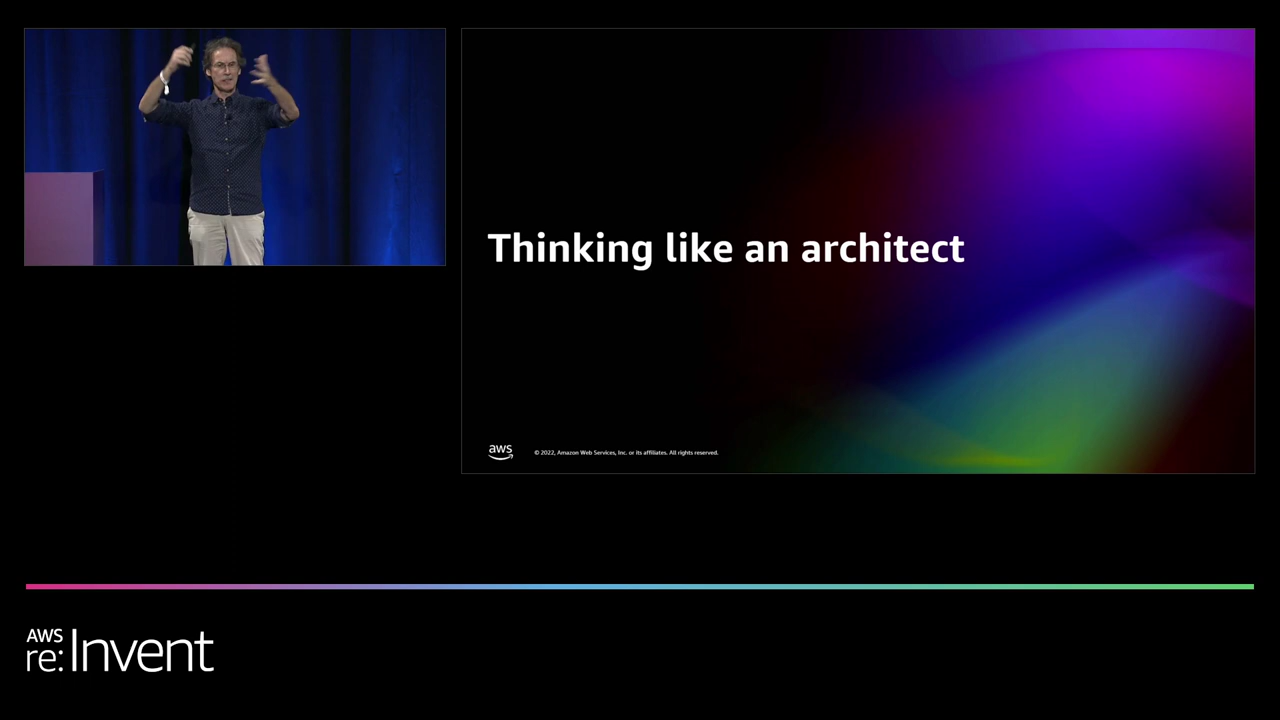 Thinking like an architect
aws
© 2022, Amazon Web Services, Inc. or its affiliates. All rights reserved.
AWS
re:Invent